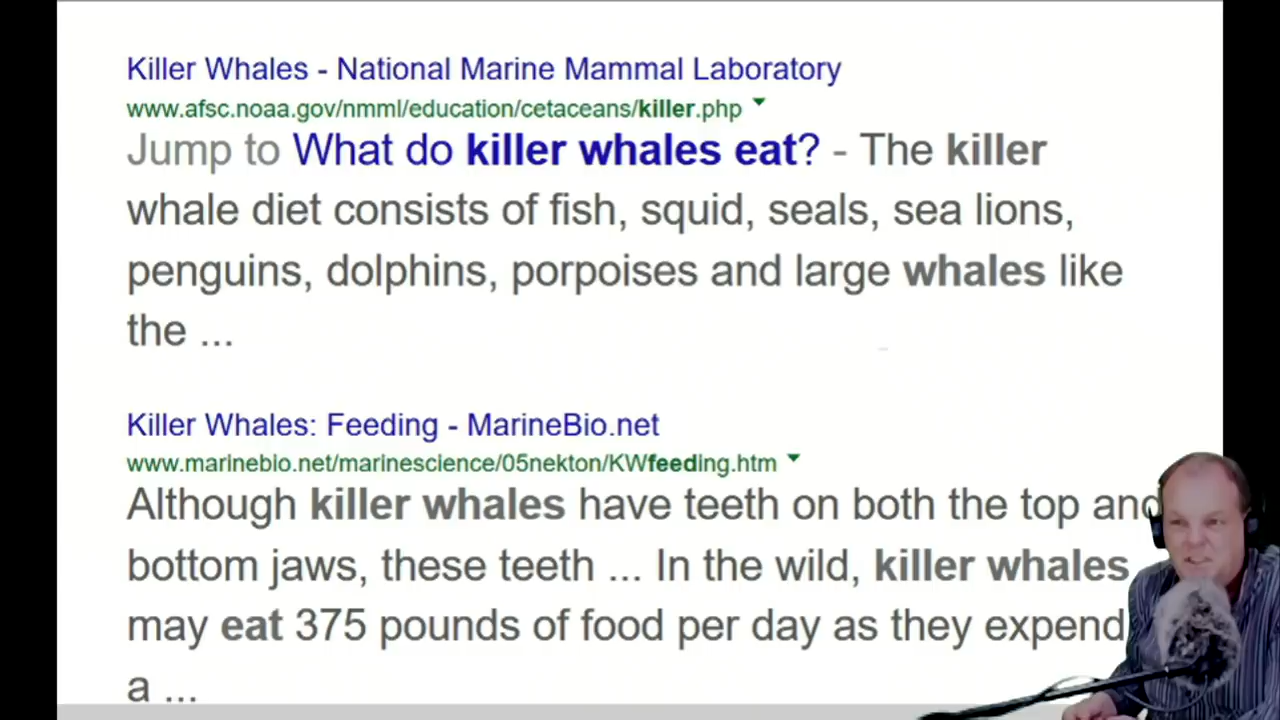 Killer Whales - National Marine Mammal Laboratory
www.afsc.noaa.gov/nmml/education/cetaceans/killer.php
Jump to What do killer whales eat? - The killer
whale diet consists of fish, squid, seals, sea lions,
penguins, dolphins, porpoises and large whales like
the ...
Killer Whales: Feeding - MarineBio.net
www.marinebio.net/marinescience/05nekton/KWfeeding.htm
Although killer whales have teeth on both the top and
bottom jaws, these teeth ... In the wild, killer whales
may eat 375 pounds of food per day as they expend
a ...